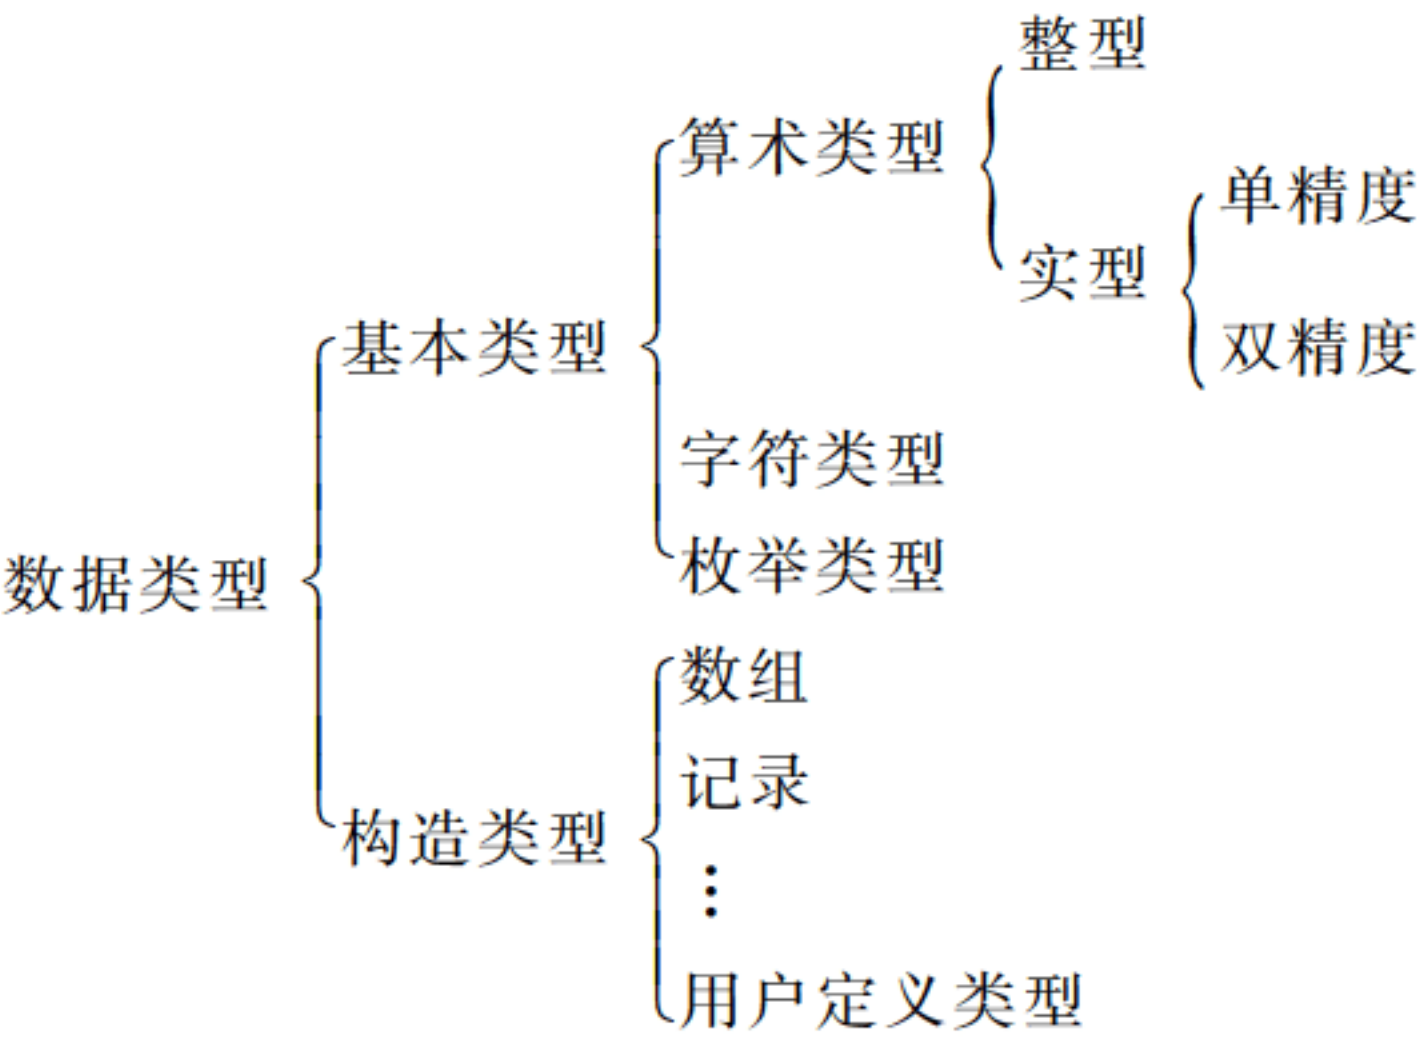 整型
算术类型
单精度
实型
基本类型
双精度
字符类型
枚举类型
数据类型
数组
记录
构造类型
⋮
用户定义类型